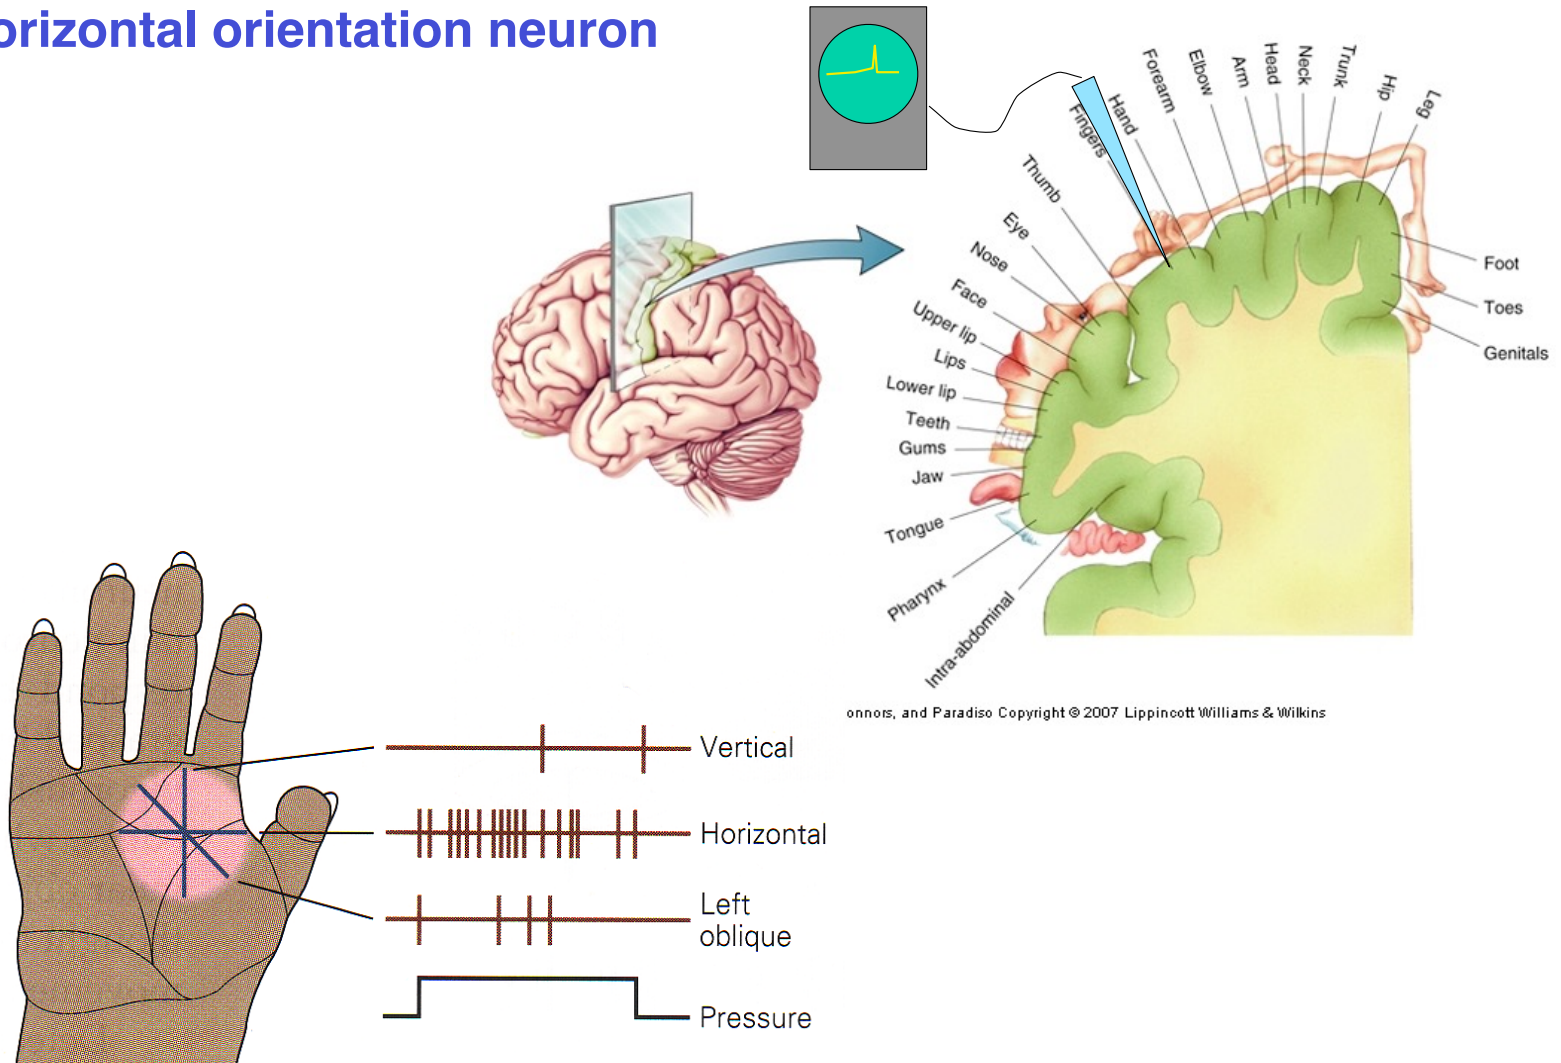 orizontal orientation neuron
Fingers
Hand
Forearm
Elbow
Arm
Head
Neck
Trunk
Hip
Leg
Thumb
Eye
Nose
Face
Upper lip
Lips
Lower lip
Teeth
Gums
Jaw
Tongue
Pharynx
Intra-abdominal
Foot
Toes
Genitals
onnors, and Paradiso Copyright © 2007 Lippincott Williams & Wilkins
Vertical
Horizontal
Left
oblique
Pressure